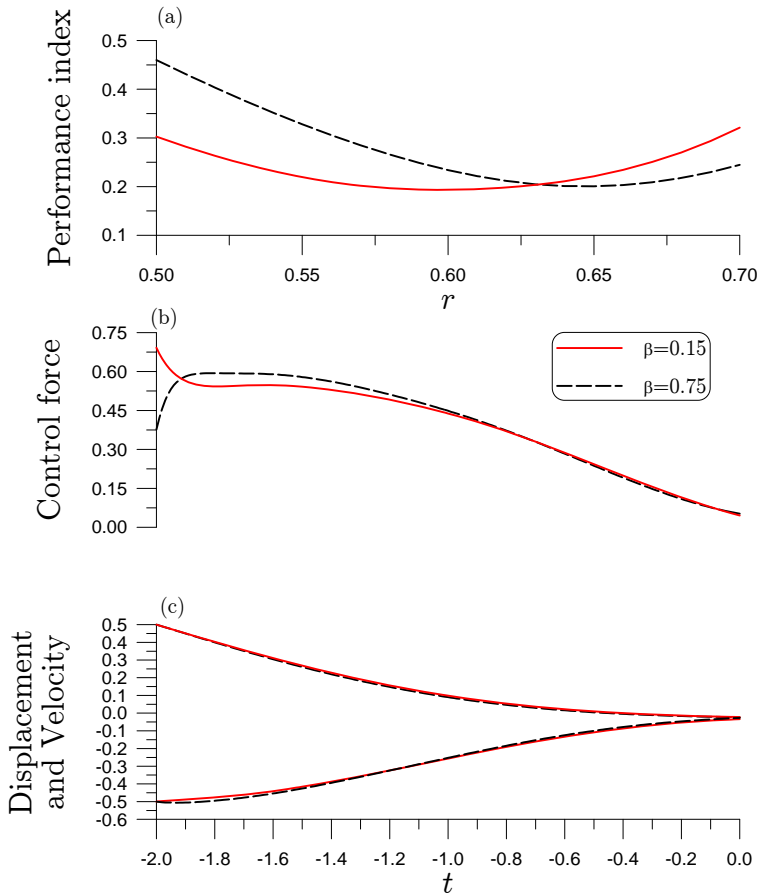 (a)
Performance index
0.5
0.4
0.3
0.2
0.1
0.50 0.55 0.60 0.65 0.70
r
(b)
Control force
0.75
0.60
0.45
0.30
0.15
0.00
β=0.15
β=0.75
(c)
Displacement
and Velocity
0.5
0.4
0.3
0.2
0.1
0.0
-0.1
-0.2
-0.3
-0.4
-0.5
-0.6
-2.0 -1.8 -1.6 -1.4 -1.2 -1.0 -0.8 -0.6 -0.4 -0.2 0.0
t